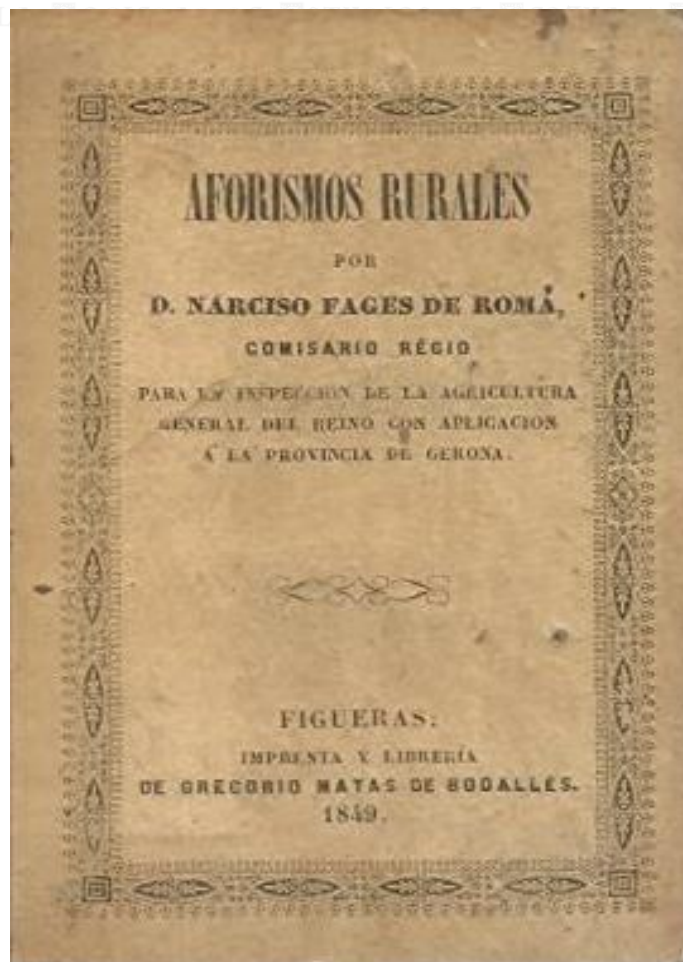 AFORISMOS RURALES
POR
D. NARCISO FAGES DE ROMÁ,
COMISARIO RÉGIO
PARA LA INSPECCION DE LA AGRICULTURA
GENERAL DEL REINO CON APLICACION
Á LA PROVINCIA DE GERONA.
FIGUERAS:
IMPRENTA Y LIBRERÍA
DE GREGORIO MATAS DE BODALLÉS.
1849.